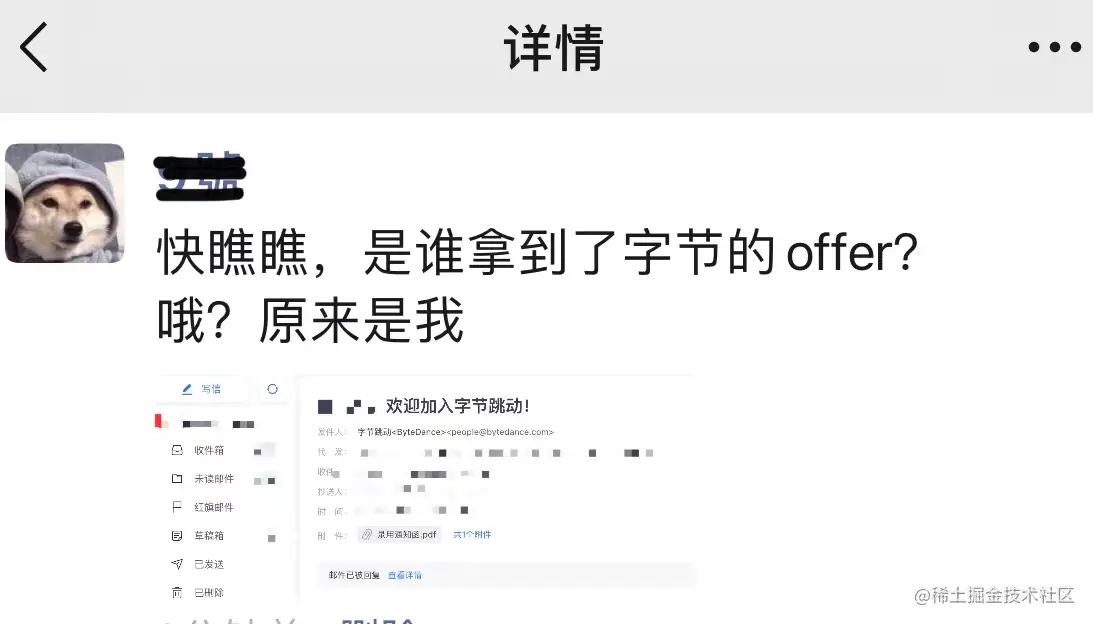 详情
快瞧瞧，是谁拿到了字节的offer?
哦？原来是我
写信
欢迎加入字节跳动！
发件人： 字节跳动<ByteDance><people@bytedance.com>
代 发：
收件箱
收件
未读邮件
抄送人：
红旗邮件
时 间：
草稿箱
附 件： 录用通知函.pdf 共1个附件
已发送
邮件已被回复 查看详情
已删除
@稀土掘金技术社区